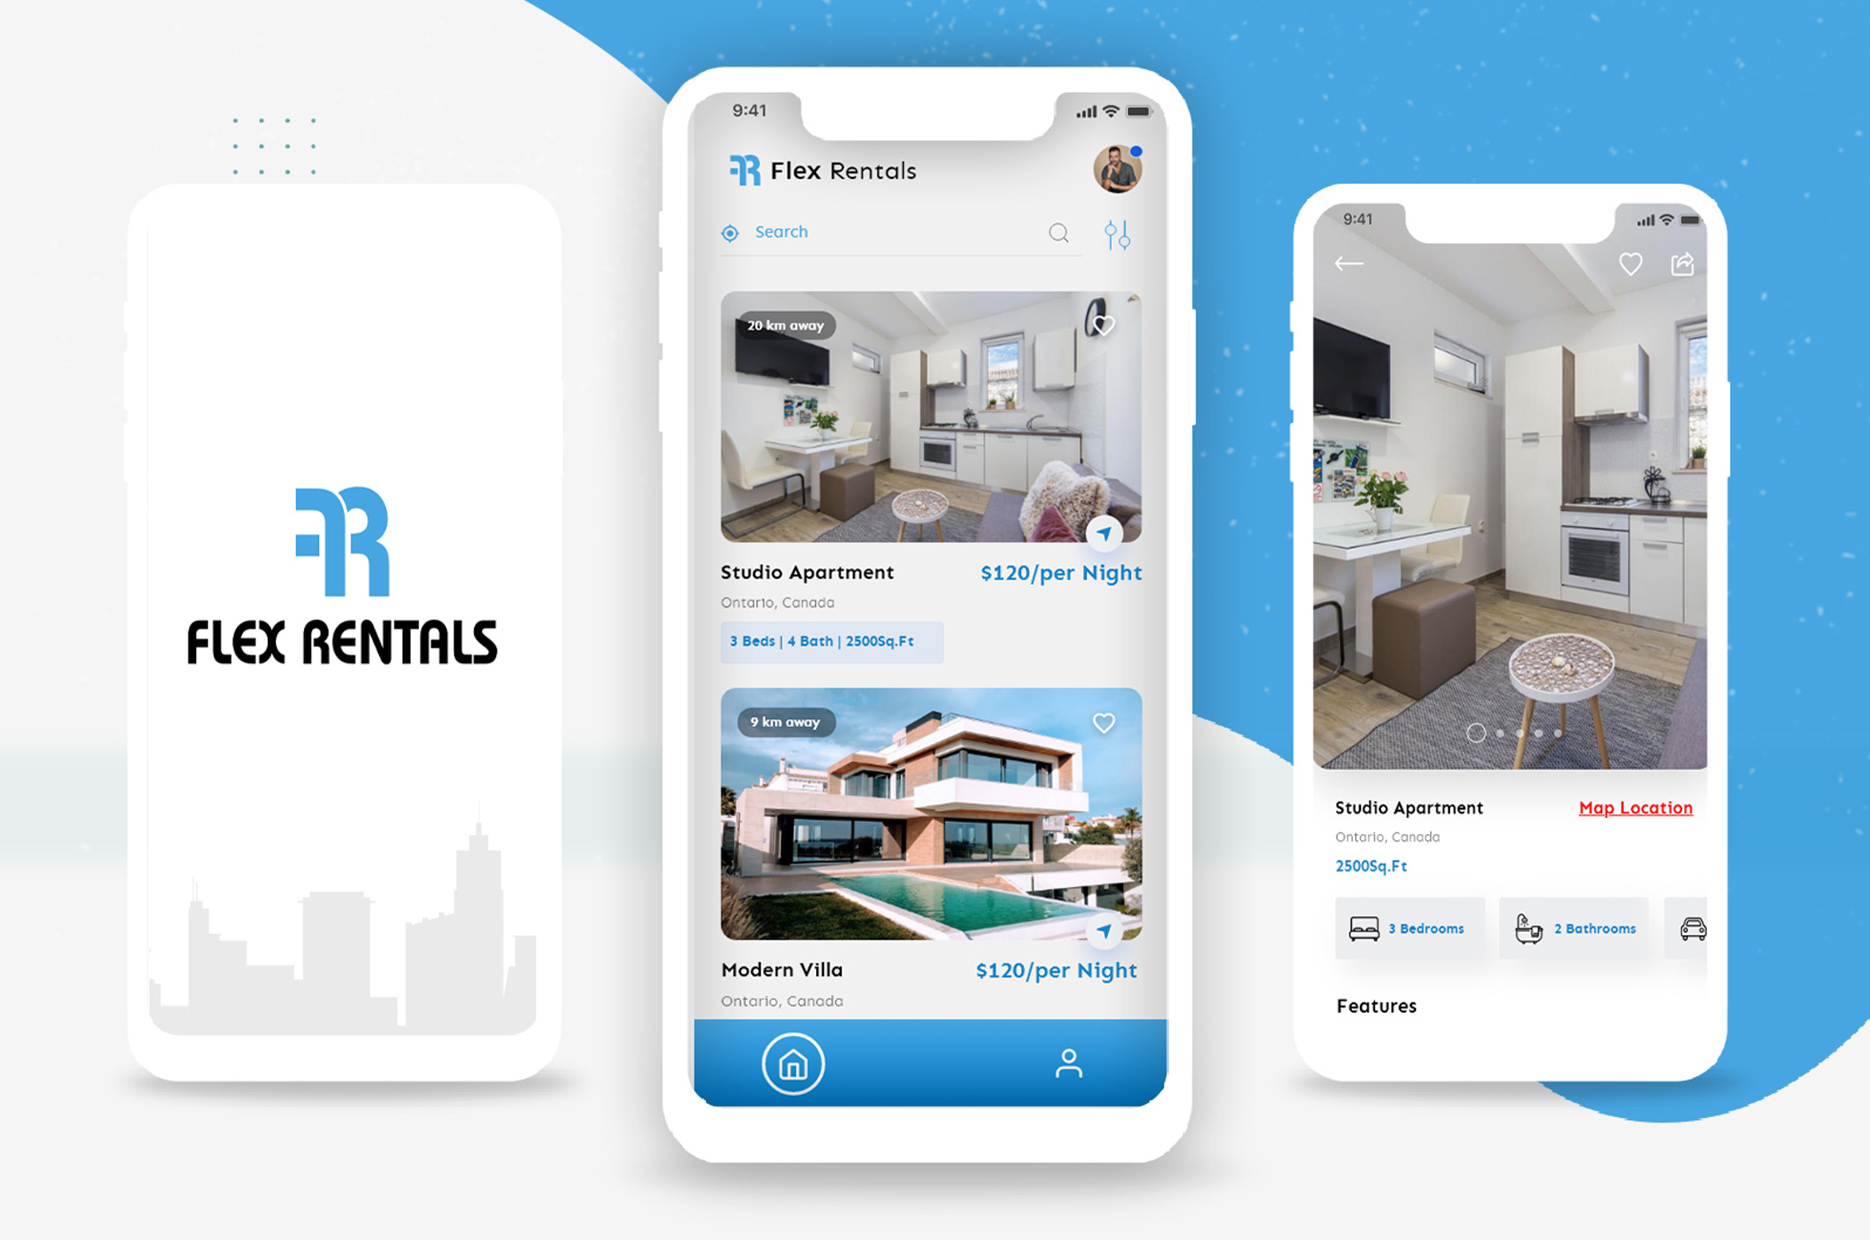 FLEX RENTALS
9:41
Flex Rentals
Search
20 km away
Studio Apartment
$120/per Night
Ontario, Canada
3 Beds | 4 Bath | 2500Sq.Ft
9 km away
Modern Villa
$120/per Night
Ontario, Canada
9:41
Studio Apartment
Map Location
Ontario, Canada
2500Sq.Ft
3 Bedrooms
2 Bathrooms
Features